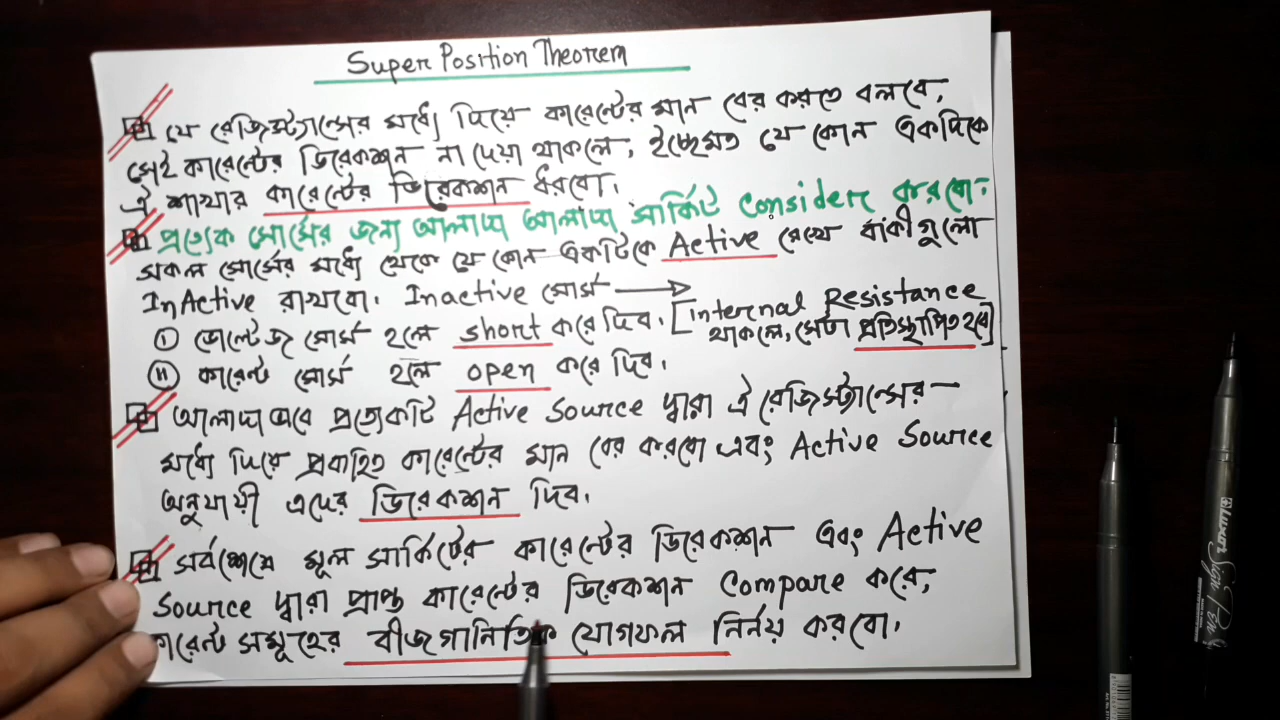 Super Position Theorem
যে রেজিস্ট্যান্সের মধ্যে দিয়ে কারেন্টের মান বের করতে বলবে,
সেই কারেন্টের ডিরেকশন না দেয়া থাকলে, ইচ্ছেমত যে কোন একদিকে
ঐ শাখার কারেন্টের ডিরেকশন ধরবো।
প্রত্যেক সোর্সের জন্য আলাদা আলাদা সার্কিট Consider করবো।
সকল সোর্সের মধ্যে থেকে যে কোন একটিকে Active রেখে বাকীগুলো
InActive রাখবো। Inactive সোর্স →
(i) ভোল্টেজ সোর্স হলে short করে দিব। [Internal Resistance
থাকলে, সেটা প্রতিস্থাপিত হবে]
(ii) কারেন্ট সোর্স হলে open করে দিব।
আলাদাভাবে প্রত্যেকটি Active Source দ্বারা ঐ রেজিস্ট্যান্সের-
মধ্যে দিয়ে প্রবাহিত কারেন্টের মান বের করবো এবং Active Source
অনুযায়ী এদের ডিরেকশন দিব।
সর্বশেষে মূল সার্কিটের কারেন্টের ডিরেকশন এবং Active
Source দ্বারা প্রাপ্ত কারেন্টের ডিরেকশন Compare করে,
কারেন্ট সমূহের বীজগানিতিক যোগফল নির্নয় করবো।
Luxor